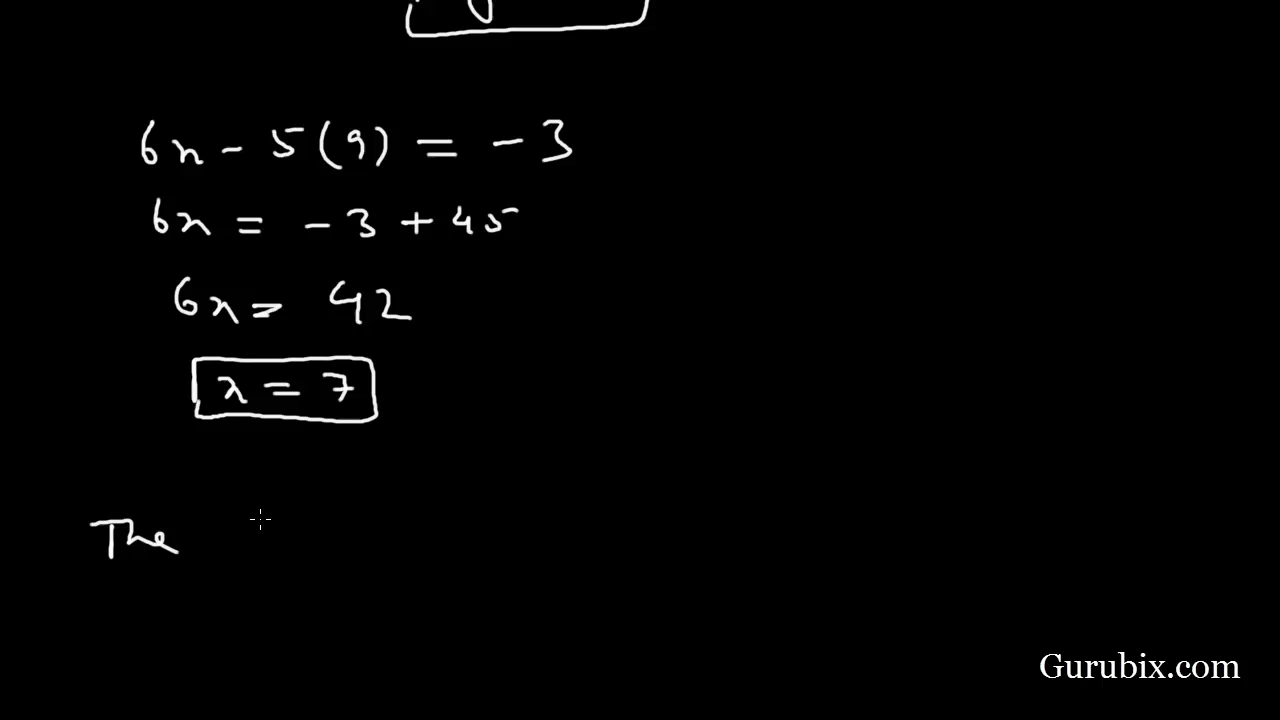 6x - 5(9) = -3
6x = -3 + 45
6x = 42
x = 7
The
Gurubix.com